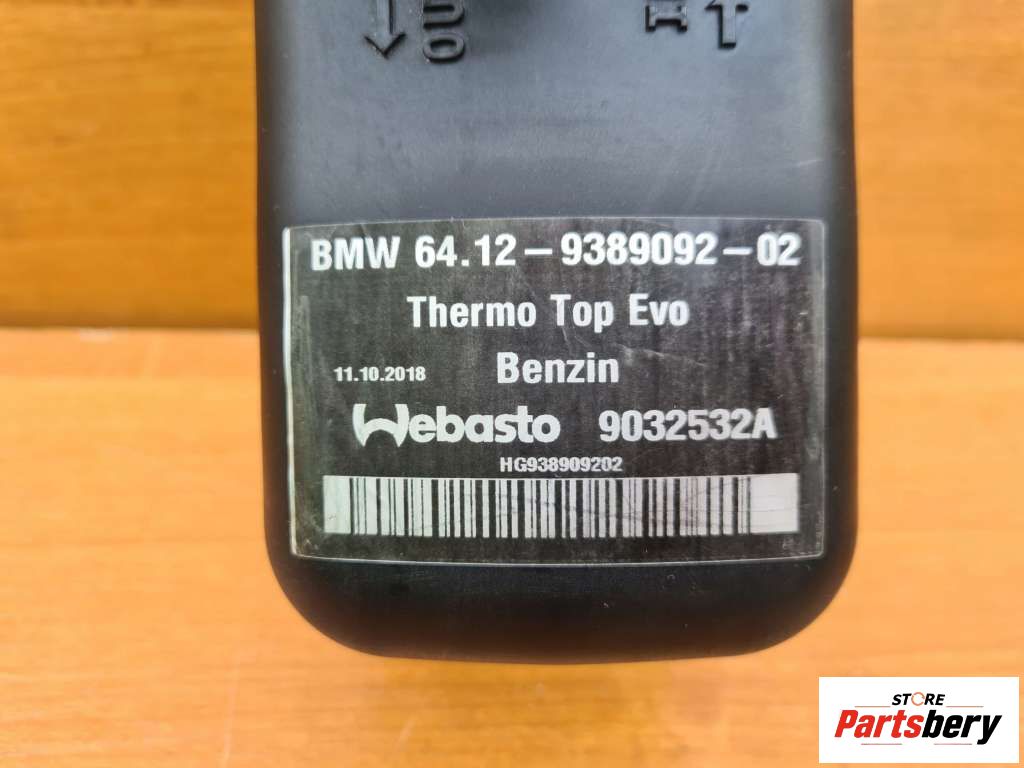 BMW 64.12-9389092-02
Thermo Top Evo
11.10.2018 Benzin
Webasto 9032532A
HG938909202
STORE
Partsbery